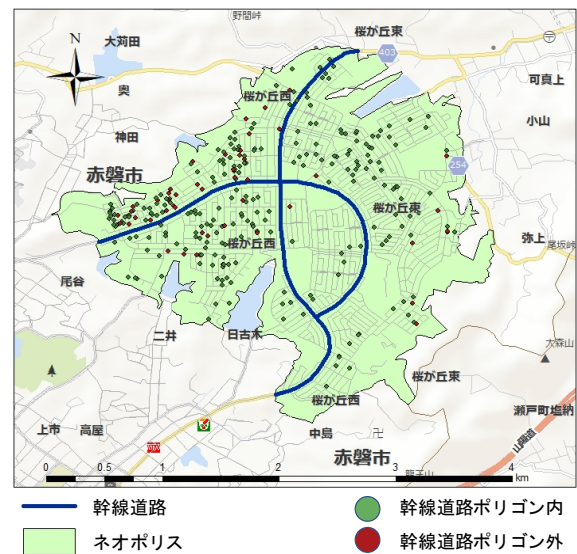 野間峠
桜が丘東
大苅田
N
403
可真上
奥
桜が丘西
小山
神田
赤磐市
254
桜が丘東
弥上
尾坂峠
桜が丘西
尾谷
二井
日古木
大森山
桜が丘東
桜が丘西
瀬戸町塩納
上市
高屋
中島
山陽道
赤磐市
0 0.5 1 2 3 4
km
幹線道路
幹線道路ポリゴン内
ネオポリス
幹線道路ポリゴン外